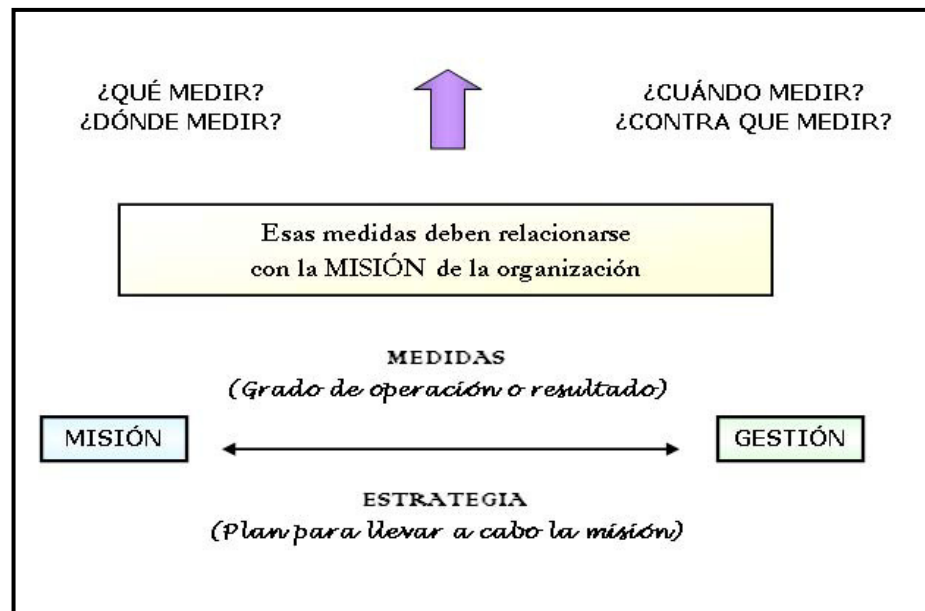 ¿QUÉ MEDIR?
¿DÓNDE MEDIR?
¿CUÁNDO MEDIR?
¿CONTRA QUE MEDIR?
Esas medidas deben relacionarse
con la MISIÓN de la organización
MEDIDAS
(Grado de operación o resultado)
MISIÓN
GESTIÓN
ESTRATEGIA
(Plan para llevar a cabo la misión)